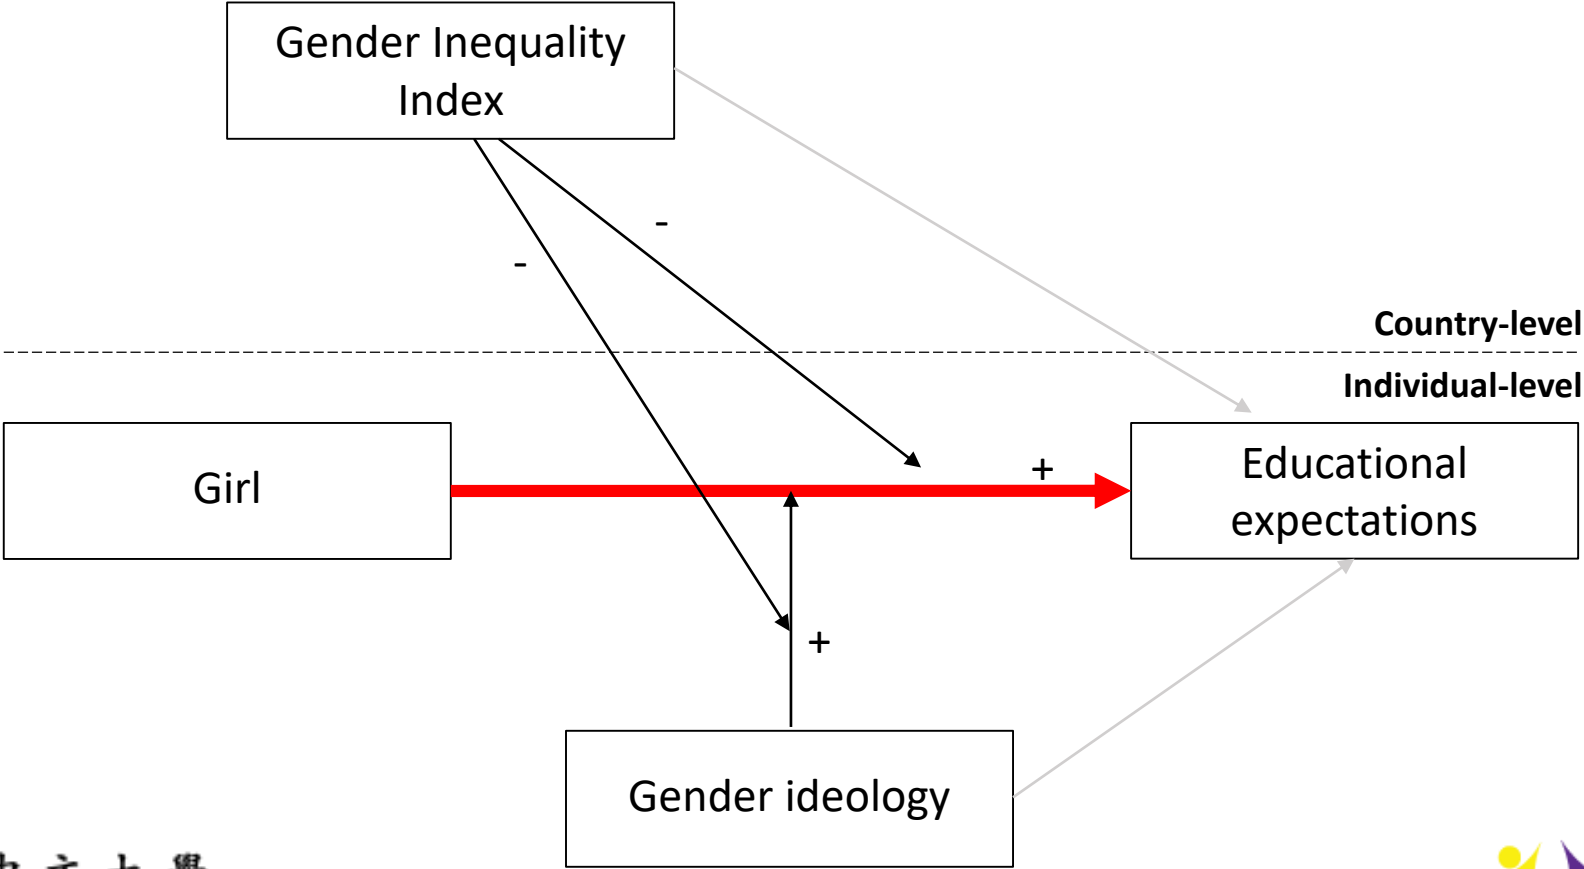 Gender Inequality
Index
-
-
Country-level
Individual-level
Girl
+
Educational
expectations
+
Gender ideology